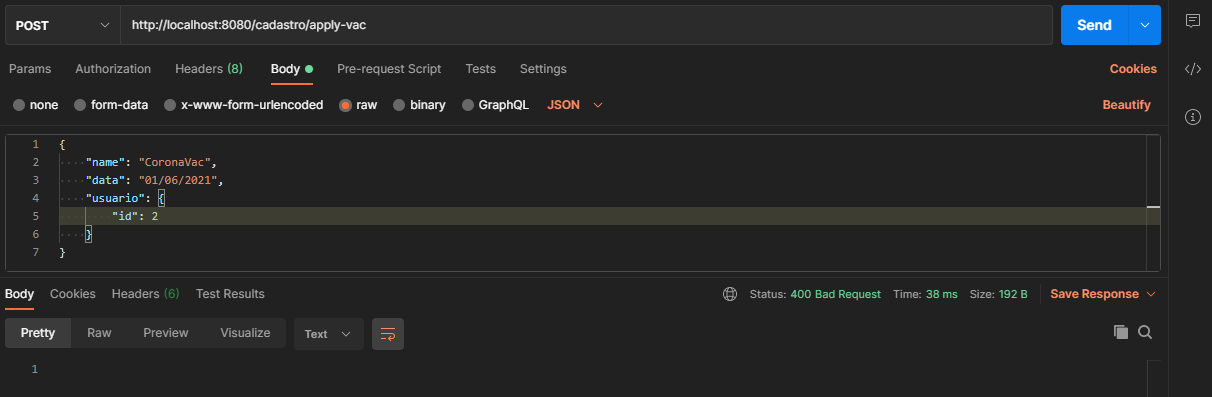 POST http://localhost:8080/cadastro/apply-vac Send
Params Authorization Headers (8) Body Pre-request Script Tests Settings Cookies
none form-data x-www-form-urlencoded raw binary GraphQL JSON Beautify
1 {
2 "name": "CoronaVac",
3 "data": "01/06/2021",
4 "usuario": {
5 "id": 2
6 }
7 }
Body Cookies Headers (6) Test Results Status: 400 Bad Request Time: 38 ms Size: 192 B Save Response
Pretty Raw Preview Visualize Text
1